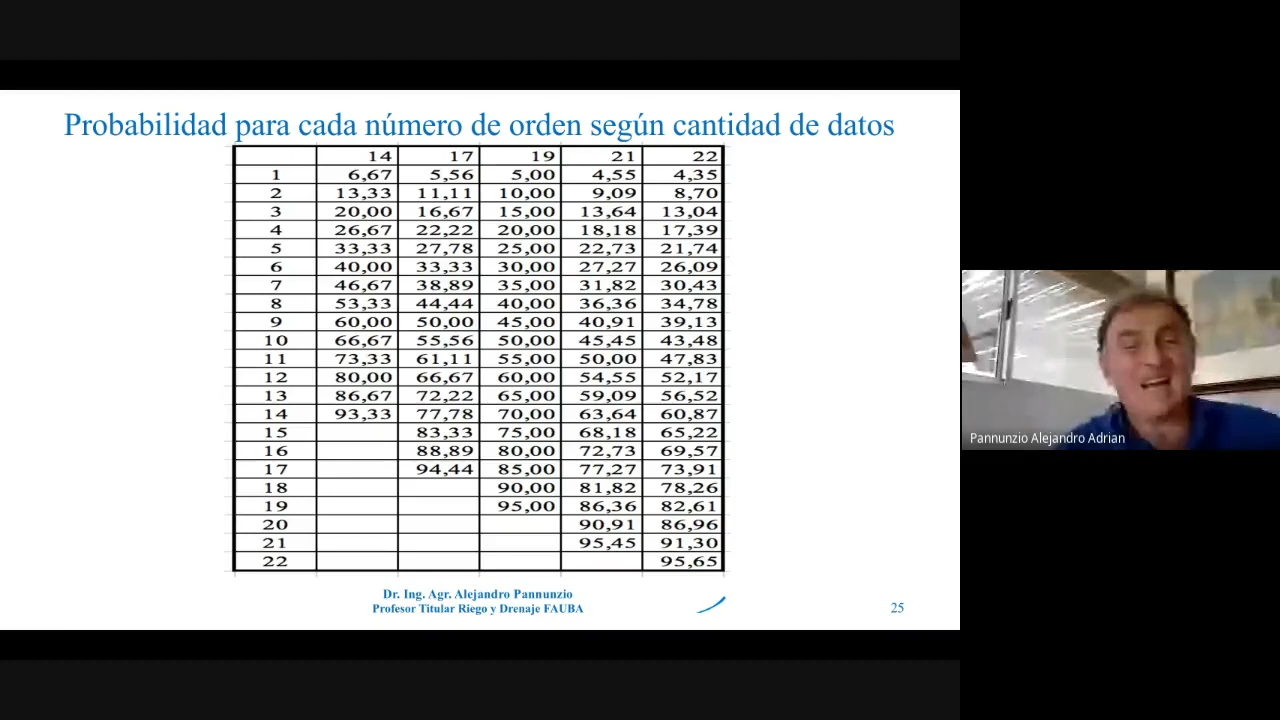 Probabilidad para cada número de orden según cantidad de datos
14 17 19 21 22
1 6,67 5,56 5,00 4,55 4,35
2 13,33 11,11 10,00 9,09 8,70
3 20,00 16,67 15,00 13,64 13,04
4 26,67 22,22 20,00 18,18 17,39
5 33,33 27,78 25,00 22,73 21,74
6 40,00 33,33 30,00 27,27 26,09
7 46,67 38,89 35,00 31,82 30,43
8 53,33 44,44 40,00 36,36 34,78
9 60,00 50,00 45,00 40,91 39,13
10 66,67 55,56 50,00 45,45 43,48
11 73,33 61,11 55,00 50,00 47,83
12 80,00 66,67 60,00 54,55 52,17
13 86,67 72,22 65,00 59,09 56,52
14 93,33 77,78 70,00 63,64 60,87
15 83,33 75,00 68,18 65,22
16 88,89 80,00 72,73 69,57
17 94,44 85,00 77,27 73,91
18 90,00 81,82 78,26
19 95,00 86,36 82,61
20 90,91 86,96
21 95,45 91,30
22 95,65
Dr. Ing. Agr. Alejandro Pannunzio
Profesor Titular Riego y Drenaje FAUBA
25
Pannunzio Alejandro Adrian